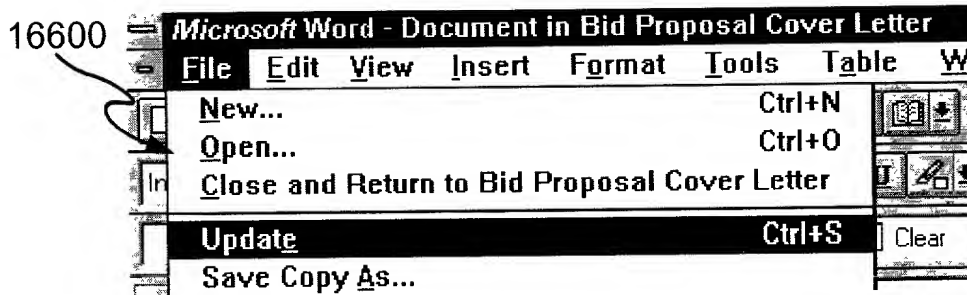 16600
Microsoft Word - Document in Bid Proposal Cover Letter
File Edit View Insert Format Tools Table W
New... Ctrl+N
Open... Ctrl+O
In
Close and Return to Bid Proposal Cover Letter
U
Update Ctrl+S
Clear
Save Copy As...